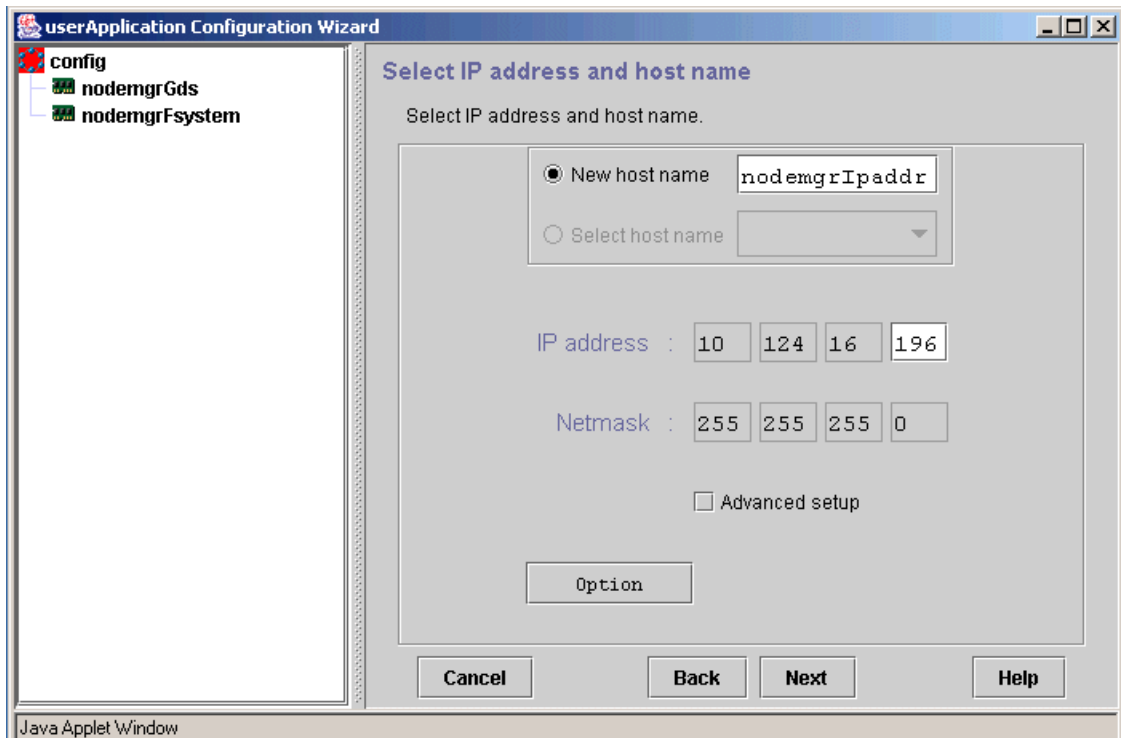 userApplication Configuration Wizard
config
nodemgrGds
nodemgrFsystem
Select IP address and host name
Select IP address and host name.
New host name nodemgrIpaddr
Select host name
IP address : 10 124 16 196
Netmask : 255 255 255 0
Advanced setup
Option
Cancel Back Next Help
Java Applet Window